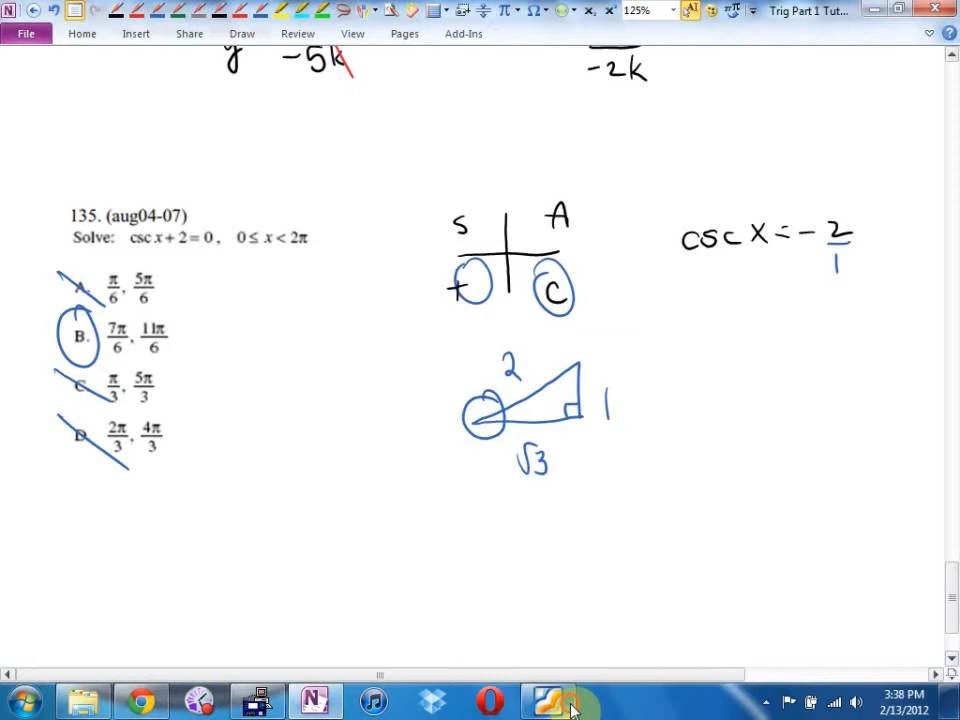 125%
Trig Part 1 Tut...
File Home Insert Share Draw Review View Pages Add-Ins
y -5k
-2k
135. (aug04-07)
Solve: csc x + 2 = 0, 0 ≤ x < 2π
A. π/6, 5π/6
B. 7π/6, 11π/6
C. π/3, 5π/3
D. 2π/3, 4π/3
S A
T C
csc x = - 2/1
2
1
√3
3:38 PM
2/13/2012